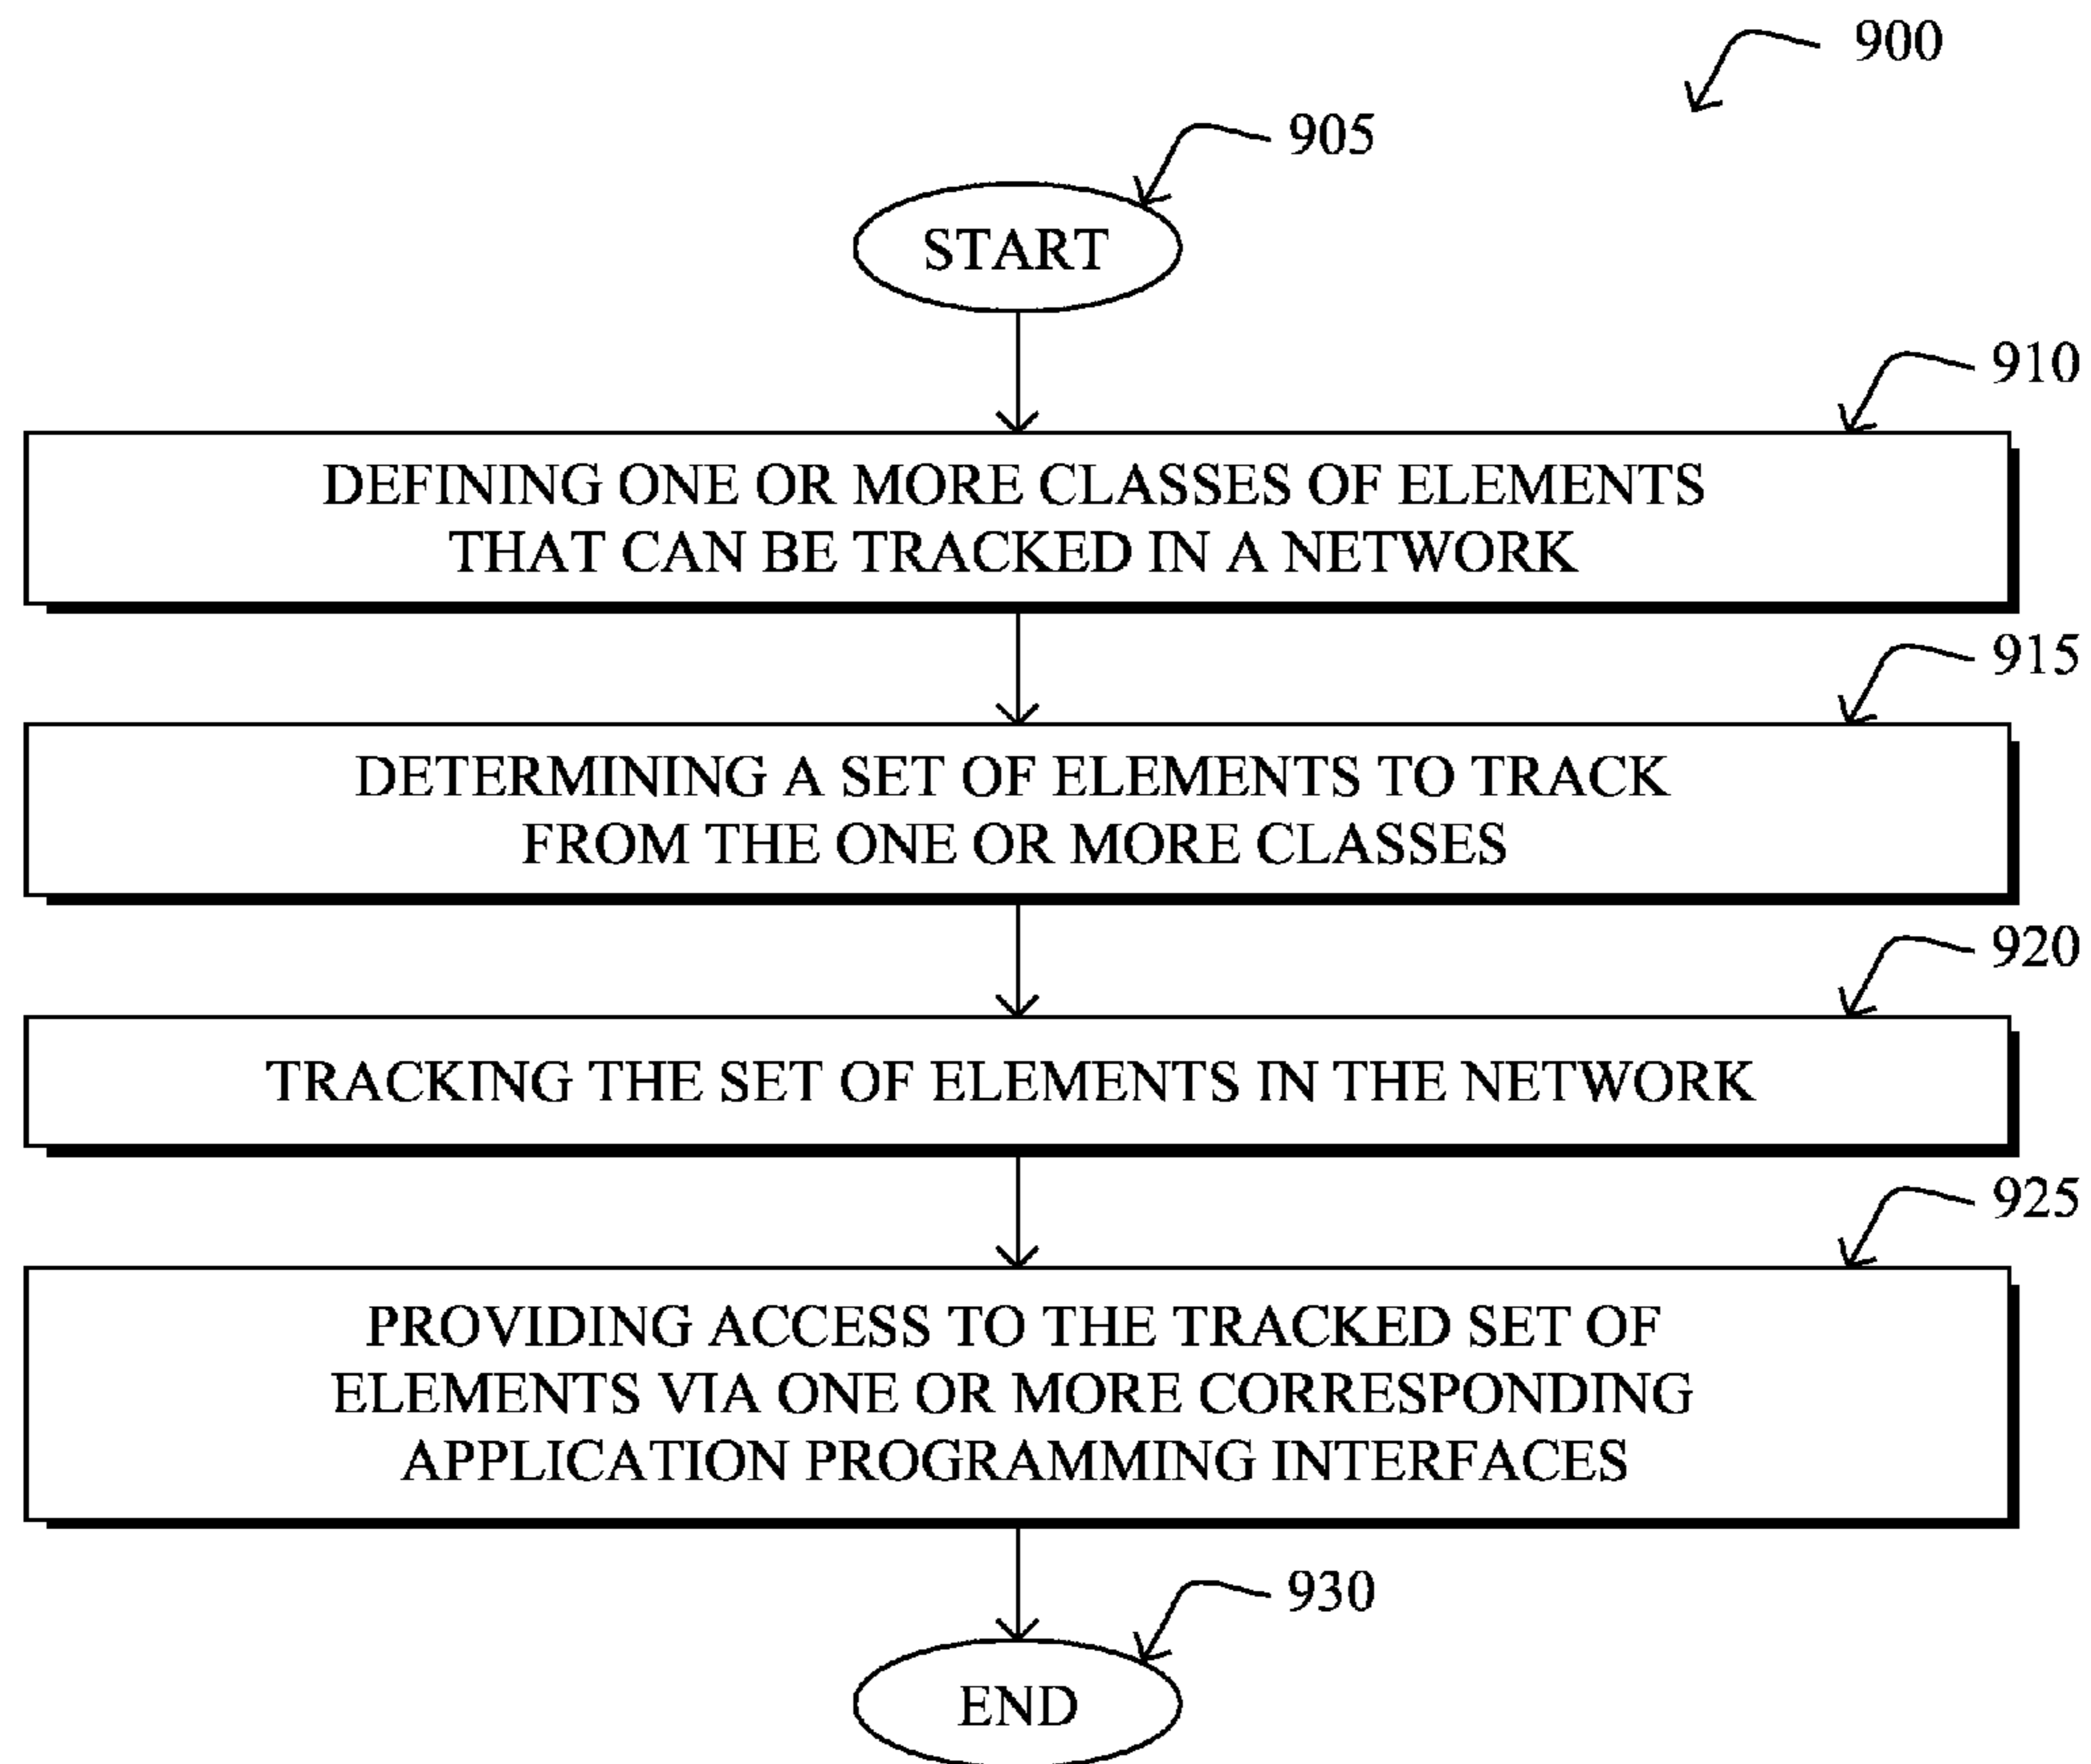 900
905
START
910
DEFINING ONE OR MORE CLASSES OF ELEMENTS
THAT CAN BE TRACKED IN A NETWORK
915
DETERMINING A SET OF ELEMENTS TO TRACK
FROM THE ONE OR MORE CLASSES
920
TRACKING THE SET OF ELEMENTS IN THE NETWORK
925
PROVIDING ACCESS TO THE TRACKED SET OF
ELEMENTS VIA ONE OR MORE CORRESPONDING
APPLICATION PROGRAMMING INTERFACES
930
END